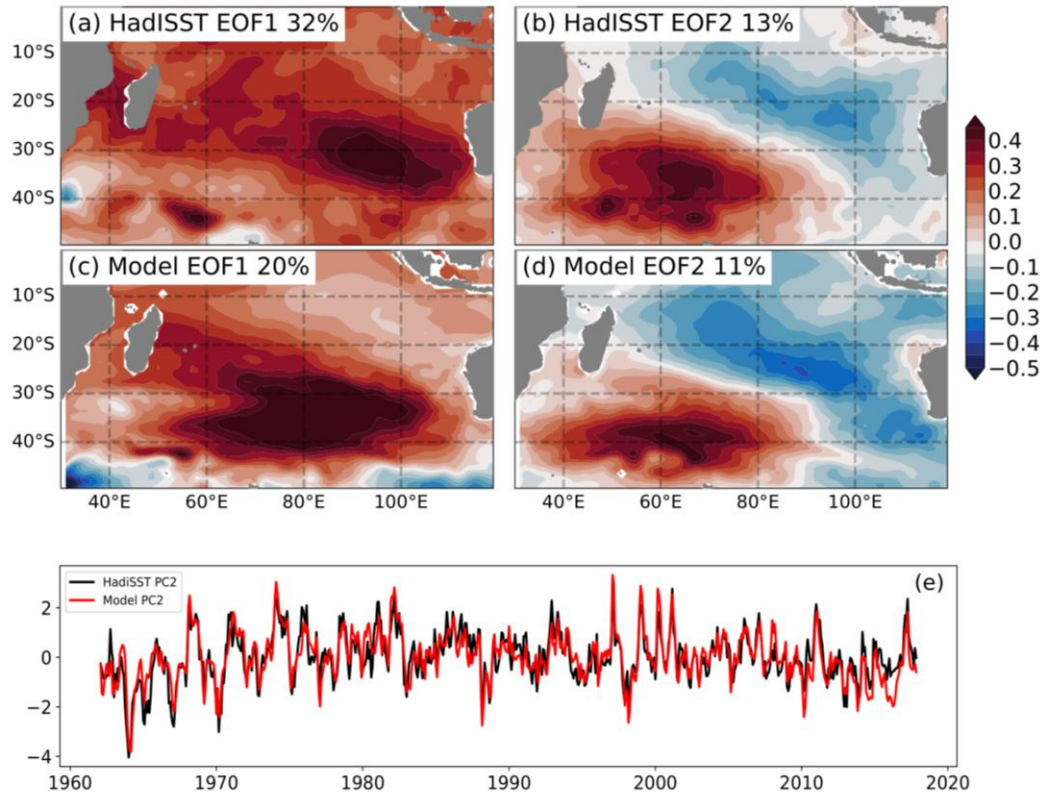 (a) HadISST EOF1 32%
(b) HadISST EOF2 13%
10°S
20°S
30°S
40°S
(c) Model EOF1 20%
(d) Model EOF2 11%
10°S
20°S
30°S
40°S
40°E 60°E 80°E 100°E
40°E 60°E 80°E 100°E
0.4
0.3
0.2
0.1
0.0
−0.1
−0.2
−0.3
−0.4
−0.5
HadiSST PC2
Model PC2
(e)
2
0
−2
−4
1960 1970 1980 1990 2000 2010 2020